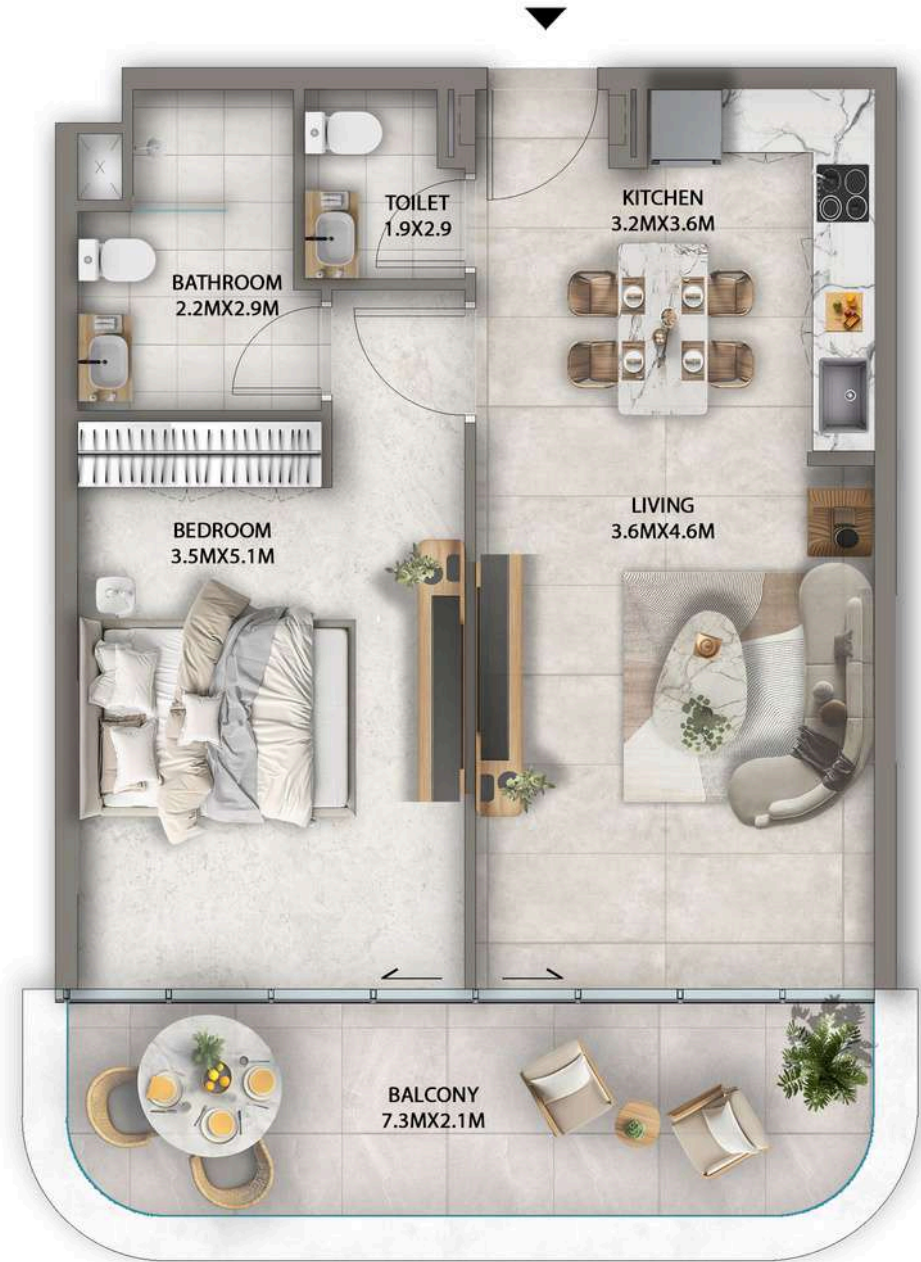 TOILET
1.9X2.9
KITCHEN
3.2MX3.6M
BATHROOM
2.2MX2.9M
LIVING
3.6MX4.6M
BEDROOM
3.5MX5.1M
BALCONY
7.3MX2.1M